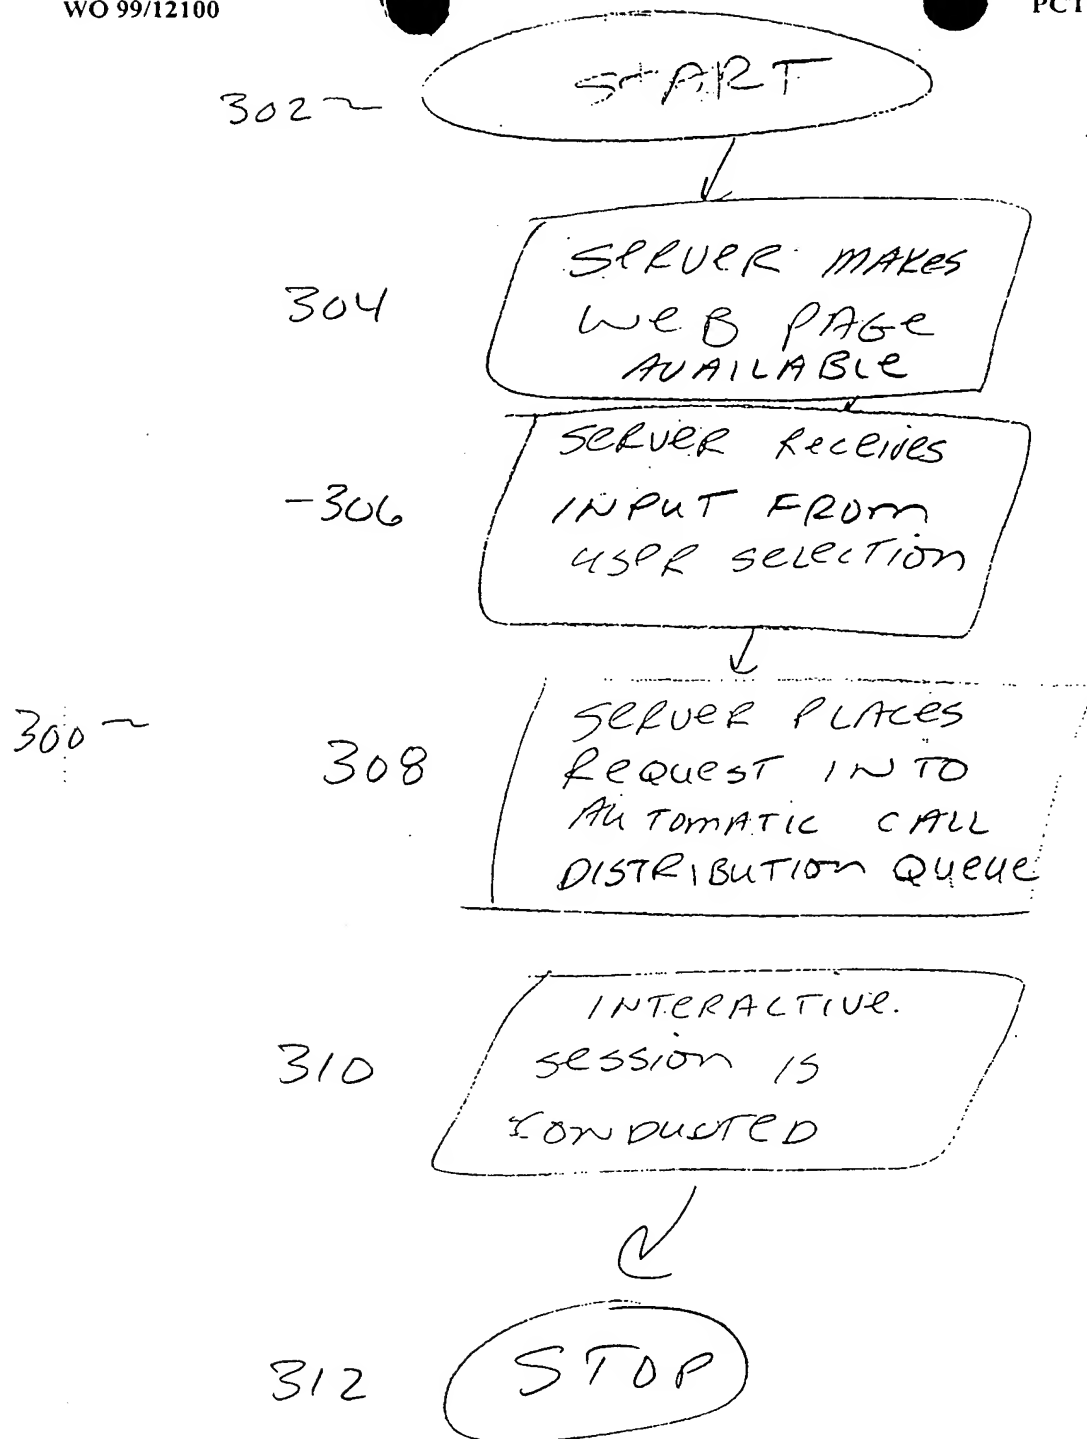 WO 99/12100
PCT
302 START
304
SERVER MAKES
WEB PAGE
AVAILABLE
306
SERVER RECEIVES
INPUT FROM
USER SELECTION
300
308
SERVER PLACES
REQUEST INTO
AUTOMATIC CALL
DISTRIBUTION QUEUE
310
INTERACTIVE
SESSION IS
CONDUCTED
312 STOP